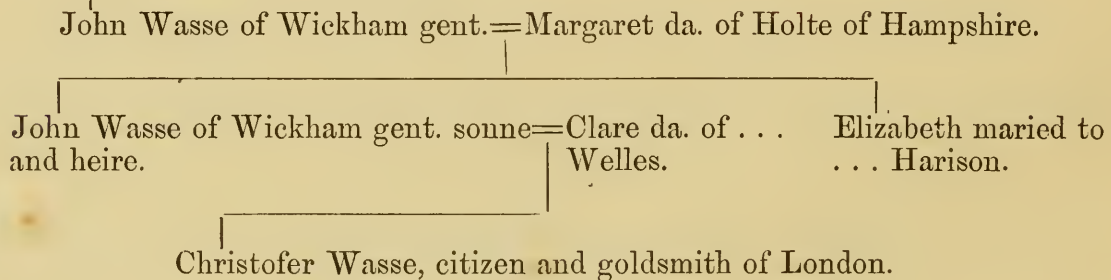 John Wasse of Wickham gent.=Margaret da. of Holte of Hampshire.
John Wasse of Wickham gent. sonne=Clare da. of . . . Elizabeth maried to
and heire. Welles. . . . Harison.
Christofer Wasse, citizen and goldsmith of London.